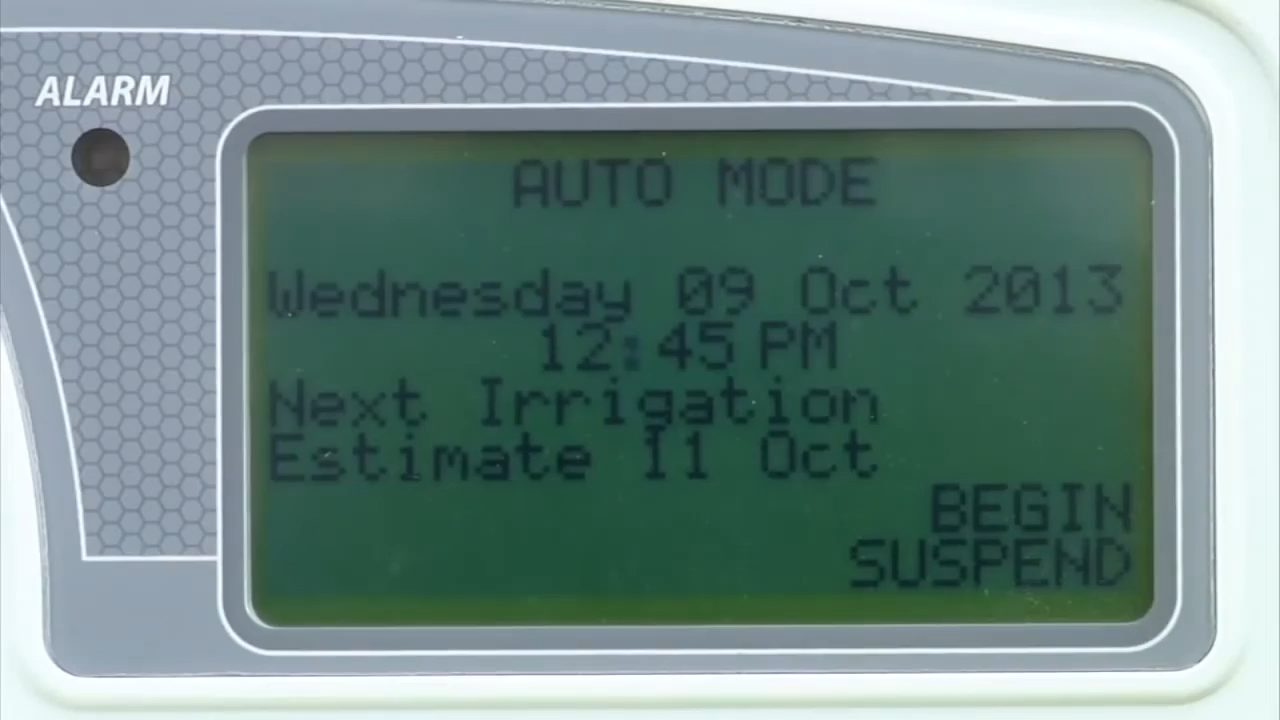 ALARM
AUTO MODE
Wednesday 09 Oct 2013
12:45 PM
Next Irrigation
Estimate 11 Oct
BEGIN
SUSPEND